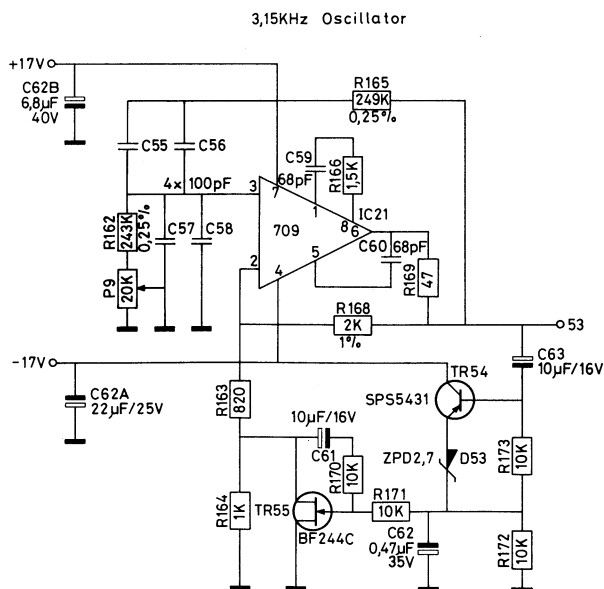 3,15KHz Oscillator
+17V
C62B
6,8µF
40V
R165
249K
0,25%
C55
C56
C59
68pF
R166
1,5K
4x100pF
3
7
1
8
IC21
6
709
R162
243K
0,25%
C57
C58
2
4
5
C60
68pF
R169
47
P9
20K
R168
2K
1%
53
-17V
C63
10µF/16V
TR54
SPS5431
C62A
22µF/25V
R163
820
10µF/16V
C61
R170
10K
ZPD2,7
D53
R173
10K
R171
10K
R164
1K
TR55
BF244C
C62
0,47µF
35V
R172
10K